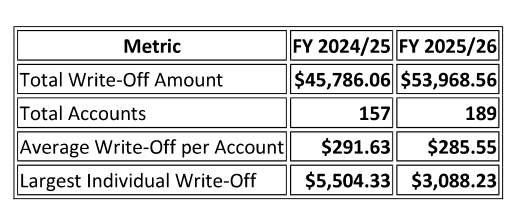 Metric FY 2024/25 FY 2025/26
Total Write-Off Amount $45,786.06 $53,968.56
Total Accounts 157 189
Average Write-Off per Account $291.63 $285.55
Largest Individual Write-Off $5,504.33 $3,088.23